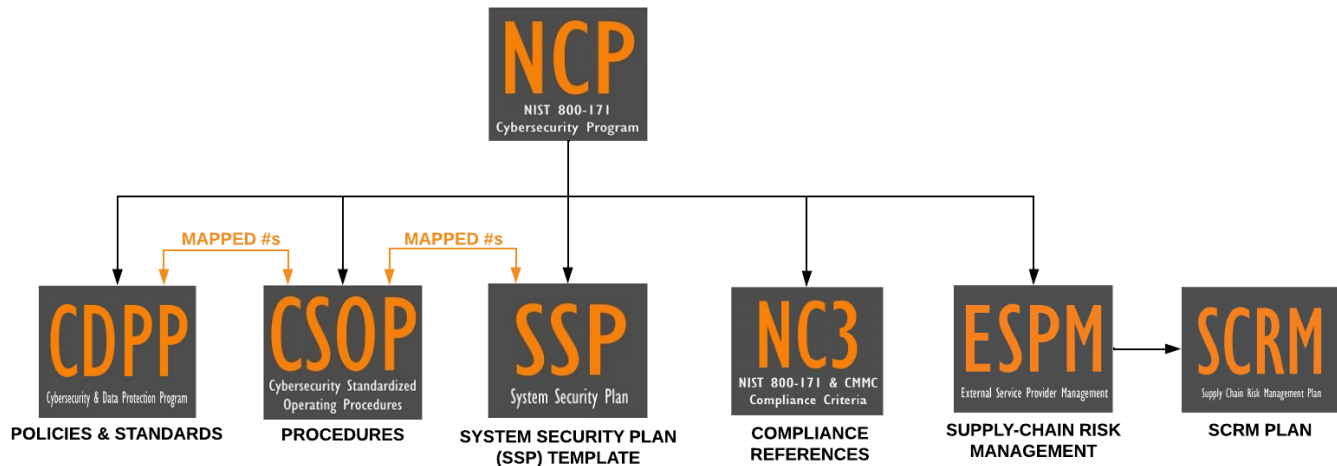 NCP
NIST 800-171
Cybersecurity Program
MAPPED #s
MAPPED #s
CDPP
Cybersecurity & Data Protection Program
POLICIES & STANDARDS
CSOP
Cybersecurity Standardized
Operating Procedures
PROCEDURES
SSP
System Security Plan
SYSTEM SECURITY PLAN
(SSP) TEMPLATE
NC3
NIST 800-171 & CMMC
Compliance Criteria
COMPLIANCE
REFERENCES
ESPM
External Service Provider Management
SUPPLY-CHAIN RISK
MANAGEMENT
SCRM
Supply Chain Risk Management Plan
SCRM PLAN